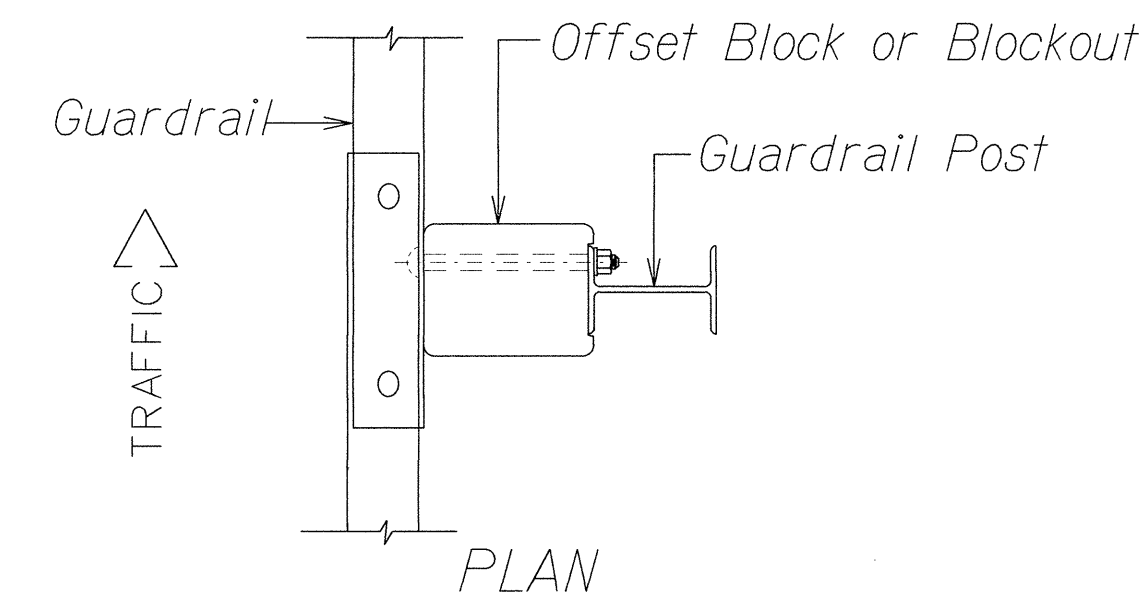 Offset Block or Blockout
Guardrail
Guardrail Post
TRAFFIC
PLAN